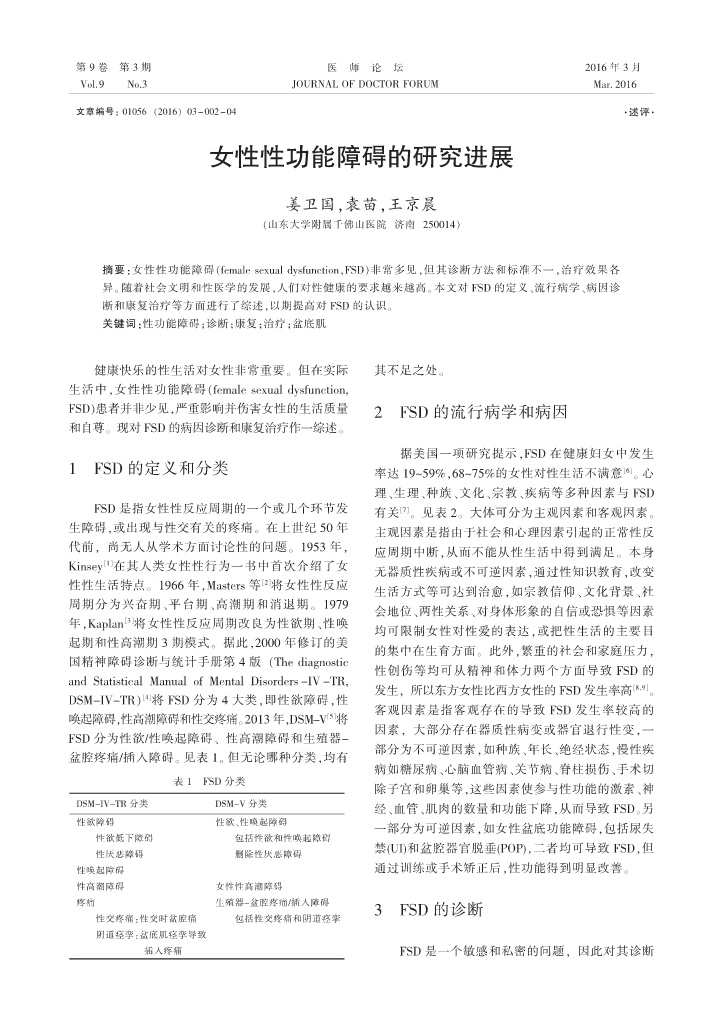 第 9 卷 第 3 期
医 师 论 坛
2016 年 3 月
Vol.9 No.3
JOURNAL OF DOCTOR FORUM
Mar. 2016
文章编号：01056 (2016) 03-002-04
·述评·
女性性功能障碍的研究进展
姜卫国,袁苗,王京晨
(山东大学附属千佛山医院 济南 250014)
摘要：女性性功能障碍(female sexual dysfunction,FSD)非常多见,但其诊断方法和标准不一,治疗效果各
异。随着社会文明和性医学的发展,人们对性健康的要求越来越高。本文对 FSD 的定义、流行病学、病因诊
断和康复治疗等方面进行了综述,以期提高对 FSD 的认识。
关键词：性功能障碍；诊断；康复；治疗；盆底肌
健康快乐的性生活对女性非常重要。但在实际
生活中,女性性功能障碍(female sexual dysfunction,
FSD)患者并非少见,严重影响并伤害女性的生活质量
和自尊。现对 FSD 的病因诊断和康复治疗作一综述。
1 FSD 的定义和分类
FSD 是指女性性反应周期的一个或几个环节发
生障碍,或出现与性交有关的疼痛。在上世纪 50 年
代前，尚无人从学术方面讨论性的问题。1953 年,
Kinsey[1]在其人类女性性行为一书中首次介绍了女
性性生活特点。1966 年,Masters 等[2]将女性性反应
周期分为兴奋期、平台期、高潮期和消退期。1979
年,Kaplan[3]将女性性反应周期改良为性欲期、性唤
起期和性高潮期 3 期模式。据此,2000 年修订的美
国精神障碍诊断与统计手册第 4 版 (The diagnostic
and Statistical Manual of Mental Disorders-IV-TR,
DSM-IV-TR)[4]将 FSD 分为 4 大类,即性欲障碍,性
唤起障碍,性高潮障碍和性交疼痛。2013 年,DSM-V[5]将
FSD 分为性欲/性唤起障碍、性高潮障碍和生殖器-
盆腔疼痛/插入障碍。见表 1。但无论哪种分类,均有
表 1 FSD 分类
DSM-IV-TR 分类 DSM-V 分类
性欲障碍 性欲、性唤起障碍
性欲低下障碍 包括性欲和性唤起障碍
性厌恶障碍 删除性厌恶障碍
性唤起障碍
性高潮障碍 女性性高潮障碍
疼痛 生殖器-盆腔疼痛/插入障碍
性交疼痛：性交时盆腔痛 包括性交疼痛和阴道痉挛
阴道痉挛：盆底肌痉挛导致
插入疼痛
其不足之处。
2 FSD 的流行病学和病因
据美国一项研究提示,FSD 在健康妇女中发生
率达 19~59%,68~75%的女性对性生活不满意[6]。心
理、生理、种族、文化、宗教、疾病等多种因素与 FSD
有关[7]。见表 2。大体可分为主观因素和客观因素。
主观因素是指由于社会和心理因素引起的正常性反
应周期中断,从而不能从性生活中得到满足。本身
无器质性疾病或不可逆因素,通过性知识教育,改变
生活方式等可达到治愈,如宗教信仰、文化背景、社
会地位、两性关系、对身体形象的自信或恐惧等因素
均可限制女性对性爱的表达,或把性生活的主要目
的集中在生育方面。此外,繁重的社会和家庭压力,
性创伤等均可从精神和体力两个方面导致 FSD 的
发生，所以东方女性比西方女性的 FSD 发生率高[8,9]。
客观因素是指客观存在的导致 FSD 发生率较高的
因素，大部分存在器质性病变或器官退行性变,一
部分为不可逆因素,如种族、年长、绝经状态,慢性疾
病如糖尿病、心脑血管病、关节病、脊柱损伤、手术切
除子宫和卵巢等,这些因素使参与性功能的激素、神
经、血管、肌肉的数量和功能下降,从而导致 FSD。另
一部分为可逆因素,如女性盆底功能障碍,包括尿失
禁(UI)和盆腔器官脱垂(POP),二者均可导致 FSD,但
通过训练或手术矫正后,性功能得到明显改善。
3 FSD 的诊断
FSD 是一个敏感和私密的问题，因此对其诊断